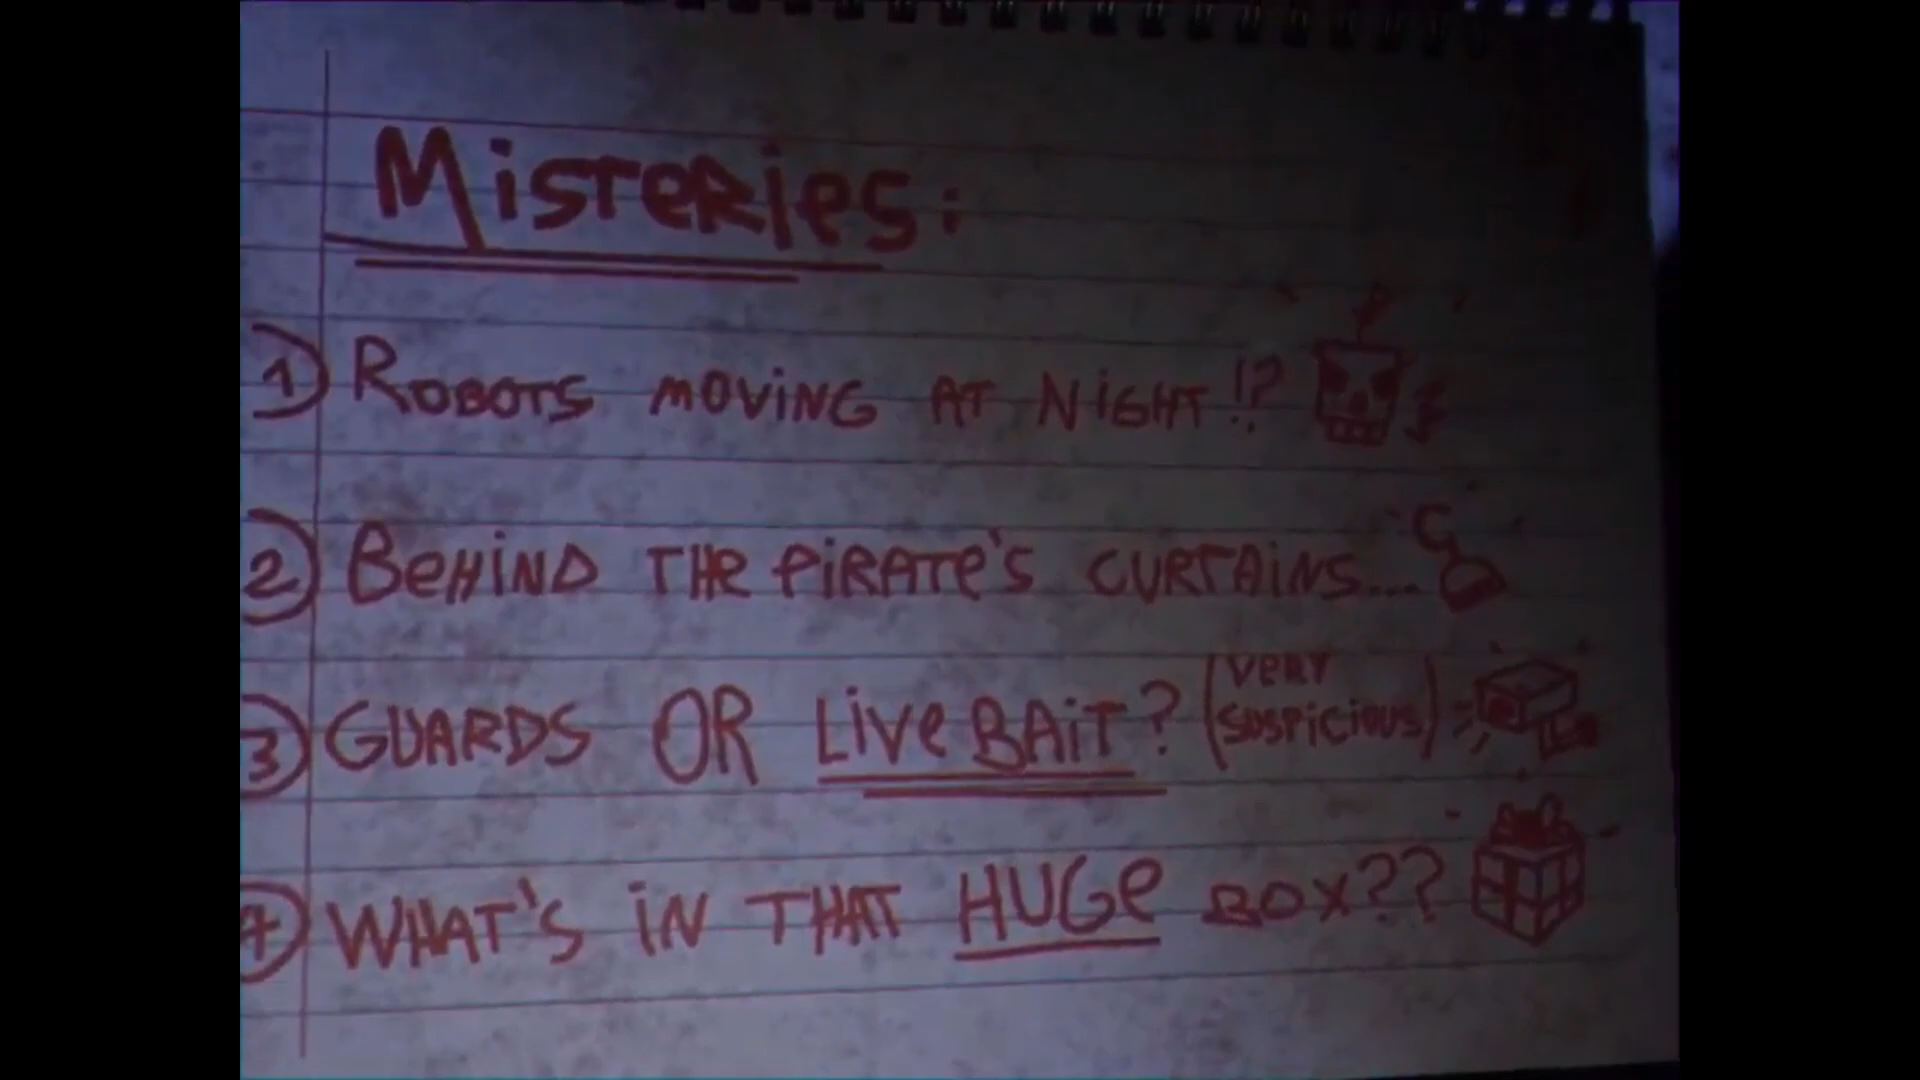 Misteries:
1 Robots moving at night!?
2 Behind the pirate's curtains...
3 Guards or live bait? (very
suspicious)
4 What's in that HUGE box??